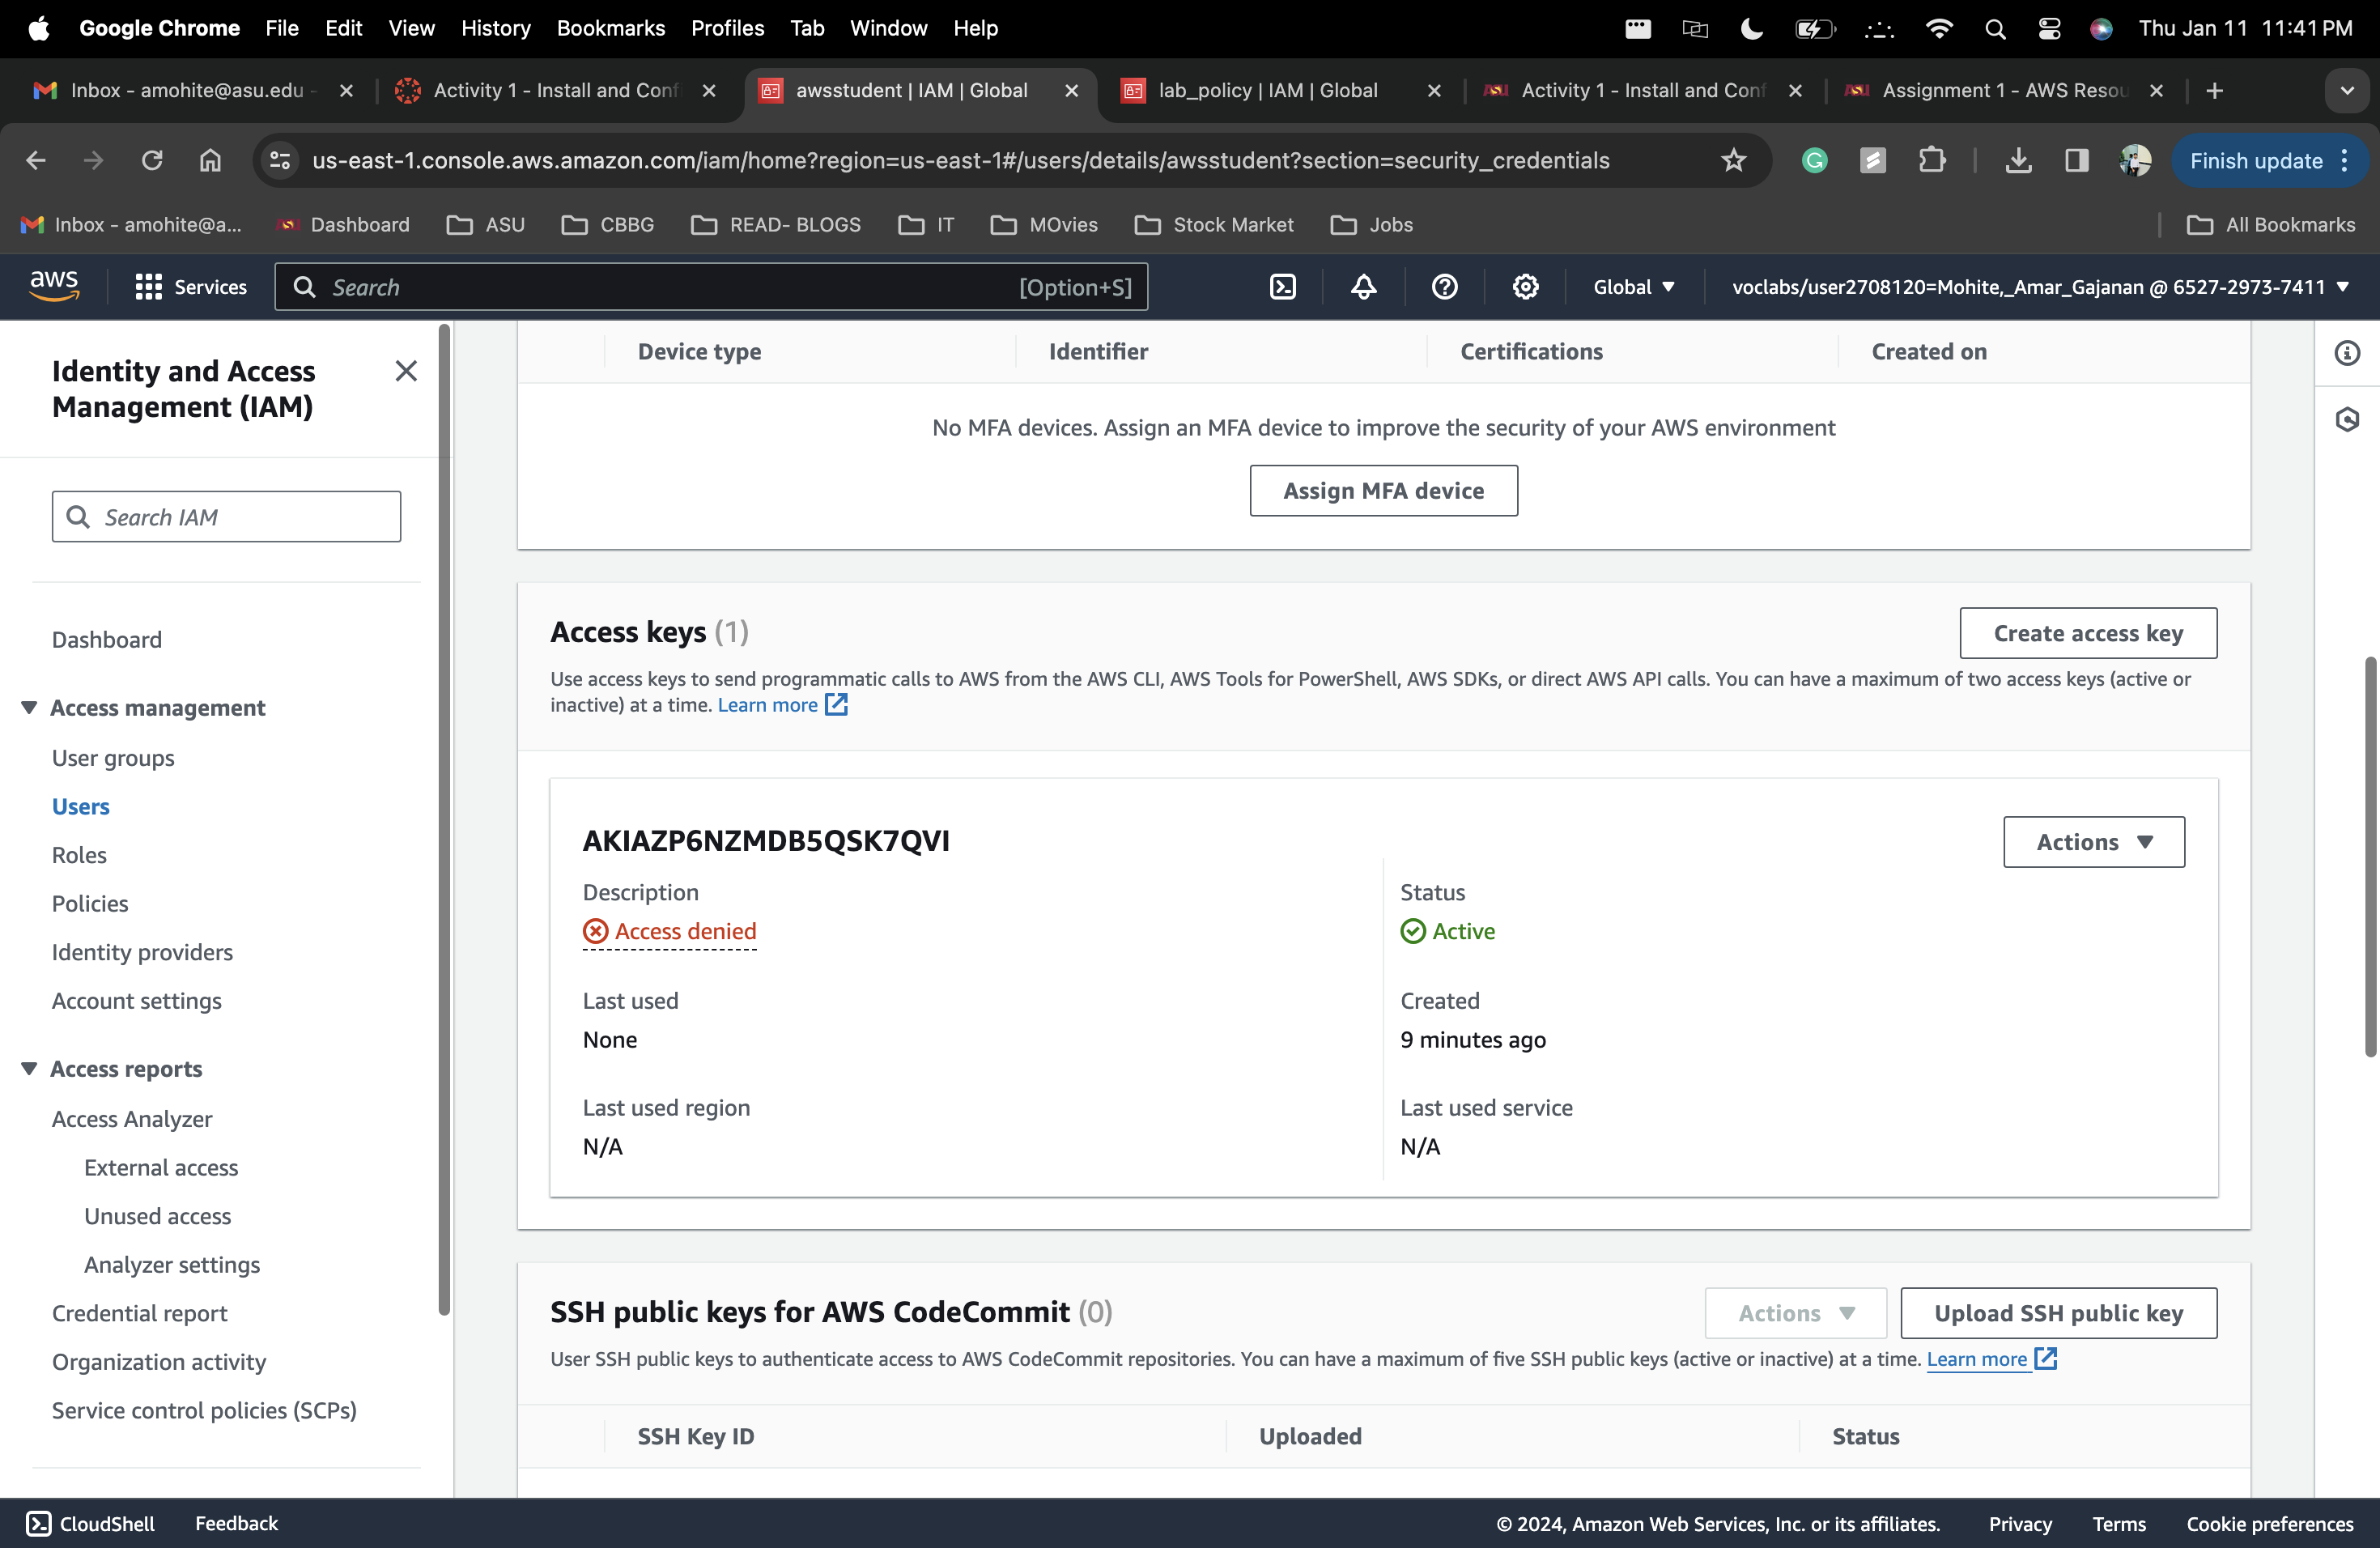 Google Chrome File Edit View History Bookmarks Profiles Tab Window Help Thu Jan 11 11:41 PM
Inbox - amohite@asu.edu - Activity 1 - Install and Conf awsstudent | IAM | Global lab_policy | IAM | Global Activity 1 - Install and Conf Assignment 1 - AWS Resou
us-east-1.console.aws.amazon.com/iam/home?region=us-east-1#/users/details/awsstudent?section=security_credentials Finish update
Inbox - amohite@a... Dashboard ASU CBBG READ- BLOGS IT MOvies Stock Market Jobs All Bookmarks
aws Services Search [Option+S] Global voclabs/user2708120=Mohite,_Amar_Gajanan @ 6527-2973-7411
Identity and Access
Management (IAM)
Search IAM
Dashboard
Access management
User groups
Users
Roles
Policies
Identity providers
Account settings
Access reports
Access Analyzer
External access
Unused access
Analyzer settings
Credential report
Organization activity
Service control policies (SCPs)
Device type Identifier Certifications Created on
No MFA devices. Assign an MFA device to improve the security of your AWS environment
Assign MFA device
Access keys (1)
Create access key
Use access keys to send programmatic calls to AWS from the AWS CLI, AWS Tools for PowerShell, AWS SDKs, or direct AWS API calls. You can have a maximum of two access keys (active or
inactive) at a time. Learn more
AKIAZP6NZMDB5QSK7QVI
Actions
Description
Access denied
Status
Active
Last used
None
Created
9 minutes ago
Last used region
N/A
Last used service
N/A
SSH public keys for AWS CodeCommit (0)
Actions
Upload SSH public key
User SSH public keys to authenticate access to AWS CodeCommit repositories. You can have a maximum of five SSH public keys (active or inactive) at a time. Learn more
SSH Key ID Uploaded Status
CloudShell Feedback © 2024, Amazon Web Services, Inc. or its affiliates. Privacy Terms Cookie preferences